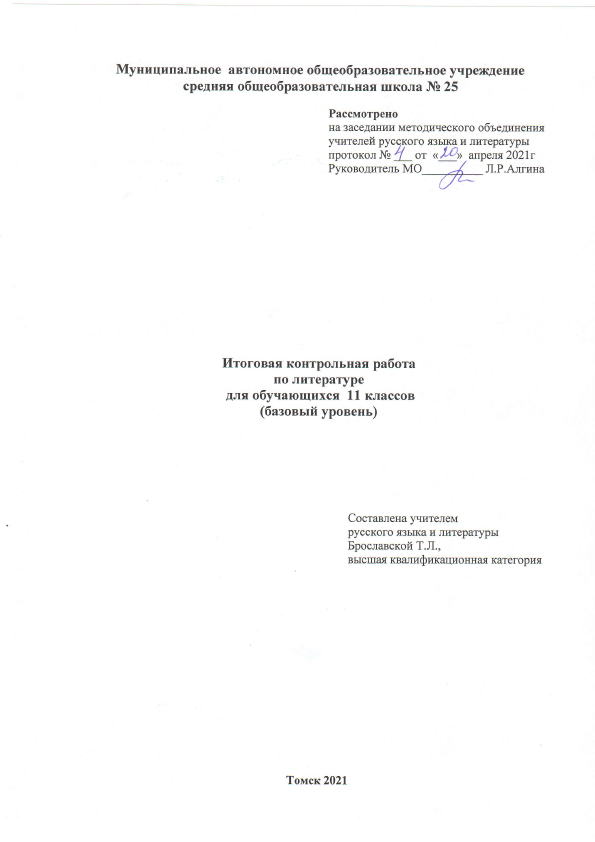 Муниципальное автономное общеобразовательное учреждение
средняя общеобразовательная школа № 25
Рассмотрено
на заседании методического объединения
учителей русского языка и литературы
протокол № 4 от «20» апреля 2021г
Руководитель МО__________ Л.Р.Алгина
Итоговая контрольная работа
по литературе
для обучающихся 11 классов
(базовый уровень)
Составлена учителем
русского языка и литературы
Брославской Т.Л.,
высшая квалификационная категория
Томск 2021